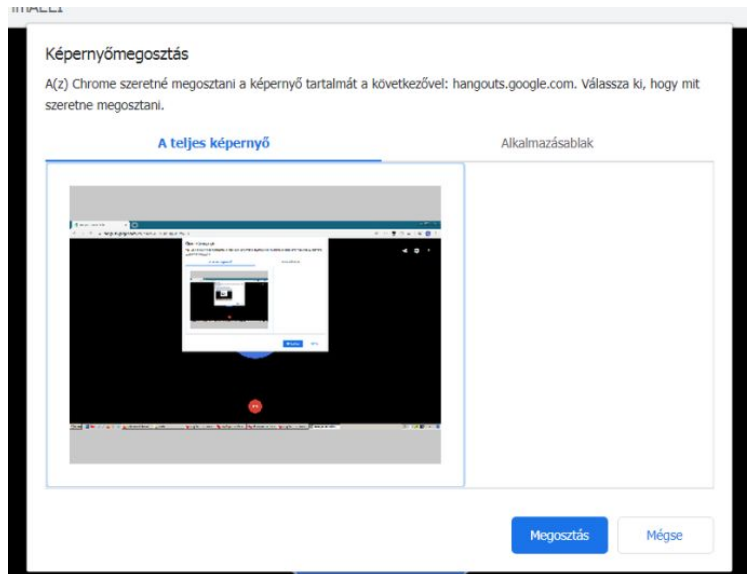 Képernyőmegosztás
A(z) Chrome szeretné megosztani a képernyő tartalmát a következővel: hangouts.google.com. Válassza ki, hogy mit
szeretne megosztani.
A teljes képernyő
Alkalmazásablak
Megosztás
Mégse